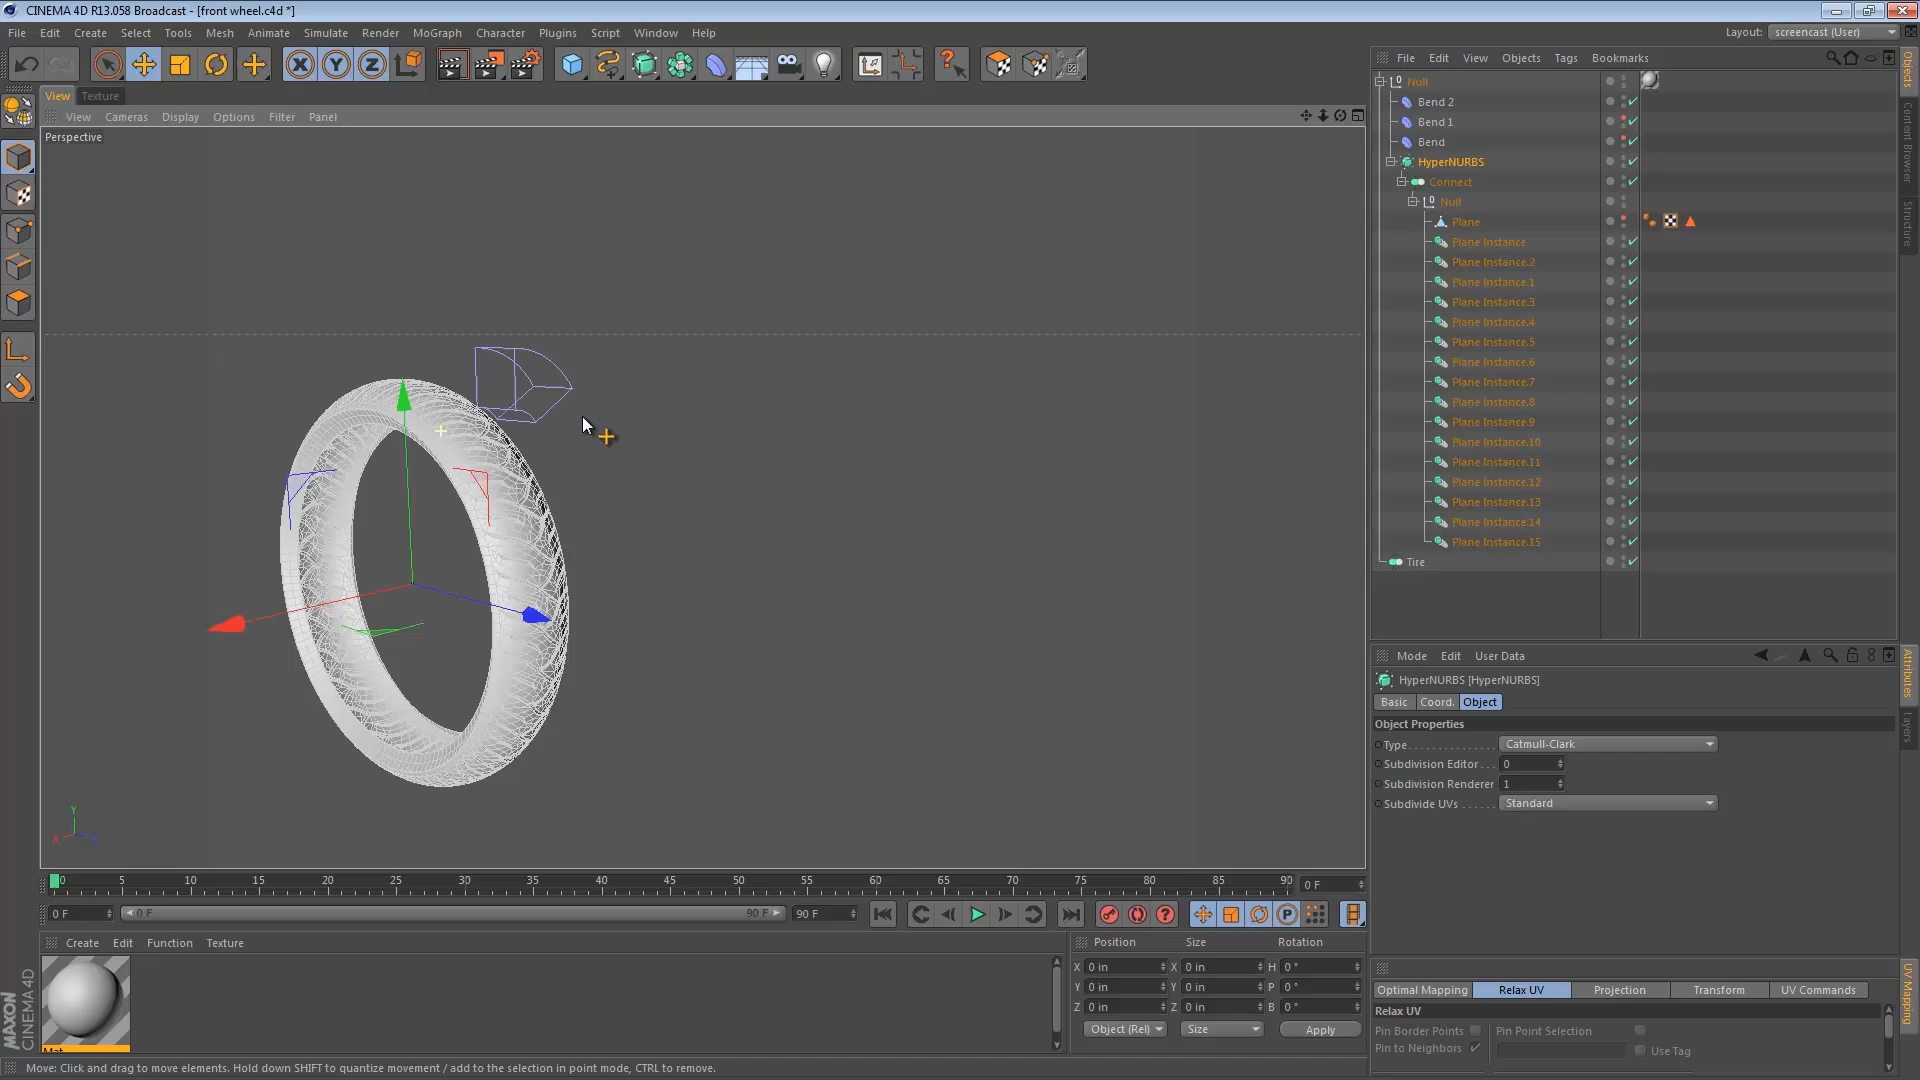 CINEMA 4D R13.058 Broadcast - [front wheel.c4d *]
File Edit Create Select Tools Mesh Animate Simulate Render MoGraph Character Plugins Script Window Help
Layout: screencast (User)
File Edit View Objects Tags Bookmarks
View Texture
View Cameras Display Options Filter Panel
Perspective
Null
Bend 2
Bend 1
Bend
HyperNURBS
Connect
Null
Plane
Plane Instance
Plane Instance.2
Plane Instance.1
Plane Instance.3
Plane Instance.4
Plane Instance.5
Plane Instance.6
Plane Instance.7
Plane Instance.8
Plane Instance.9
Plane Instance.10
Plane Instance.11
Plane Instance.12
Plane Instance.13
Plane Instance.14
Plane Instance.15
Tire
Objects
Content Browser
Structure
Mode Edit User Data
HyperNURBS [HyperNURBS]
Basic Coord. Object
Object Properties
Type Catmull-Clark
Subdivision Editor 0
Subdivision Renderer 1
Subdivide UVs Standard
Attributes
Layers
Y
X
0 5 10 15 20 25 30 35 40 45 50 55 60 65 70 75 80 85 90 0 F
0 F 0 F 90 F 90 F
Create Edit Function Texture
Mat
MAXON CINEMA 4D
Position Size Rotation
X 0 in X 0 in H 0 °
Y 0 in Y 0 in P 0 °
Z 0 in Z 0 in B 0 °
Object (Rel) Size Apply
Optimal Mapping Relax UV Projection Transform UV Commands
Relax UV
Pin Border Points Pin Point Selection
Pin to Neighbors Use Tag
UV Mapping
Move: Click and drag to move elements. Hold down SHIFT to quantize movement / add to the selection in point mode, CTRL to remove.